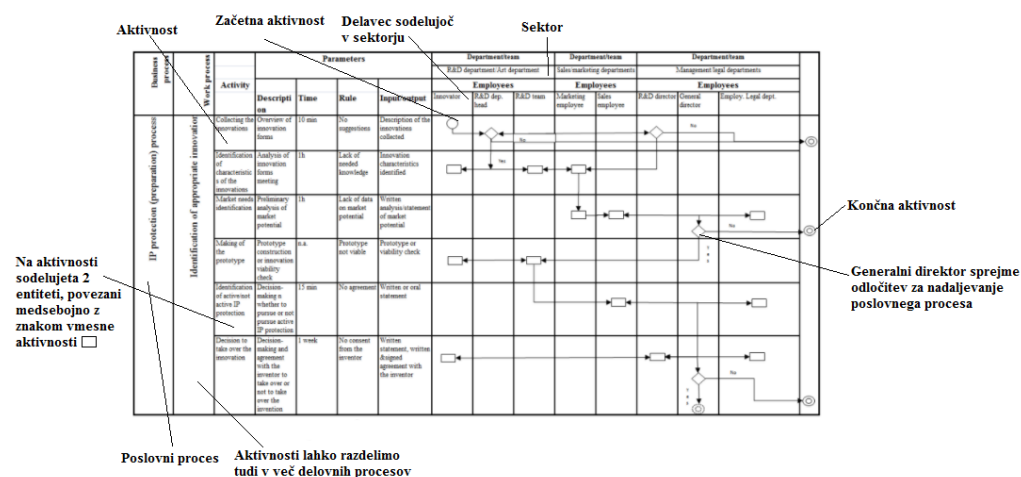 Začetna aktivnost
Delavec sodelujoč
v sektorju
Sektor
Aktivnost
Business
process
Work process
Activity
Parameters
Descripti
on
Time
Rule
Input/output
Department/team
R&D department/Art department
Employees
Innovator
R&D dep.
head
R&D team
Department/team
Sales/marketing departments
Employees
Marketing
employee
Sales
employee
Department/team
Management/legal departments
Employees
R&D director
General
director
Employ. Legal dept.
IP protection (preparation) process
Identification of appropriate innovation
Collecting the
innovations
Overview of
innovation
forms
10 min
No
suggestions
Description of the
innovations
collected
No
No
Identification
of
characteristic
s of the
innovations
Analysis of
innovation
forms
meeting
1h
Lack of
needed
knowledge
Innovation
characteristics
identified
Yes
Market needs
identification
Preliminary
analysis of
market
potential
1h
Lack of data
on market
potential
Written
analysis/statement
of market
potential
No
Making of
the
prototype
Prototype
construction
or innovation
viability
check
n.a.
Prototype
not viable
Prototype or
viability check
Identification
of active/not
active IP
protection
Decision-
making n
whether to
pursue or not
pursue active
IP protection
15 min
No agreement
Written or oral
statement
Decision to
take over the
innovation
Decision-
making and
agreement
with the
inventor to
take over or
not to take
over the
invention
1 week
No consent
from the
inventor
Written
statement, written
&signed
agreement with
the inventor
No
Končna aktivnost
Generalni direktor sprejme
odločitev za nadaljevanje
poslovnega procesa
Na aktivnosti
sodelujeta 2
entiteti, povezani
medsebojno z
znakom vmesne
aktivnosti
Poslovni proces
Aktivnosti lahko razdelimo
tudi v več delovnih procesov